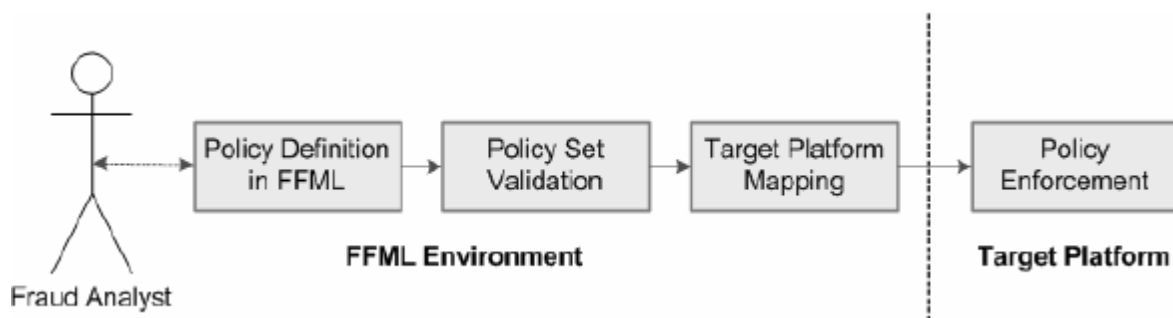 Policy Definition
in FFML
Policy Set
Validation
Target Platform
Mapping
Policy
Enforcement
FFML Environment
Target Platform
Fraud Analyst